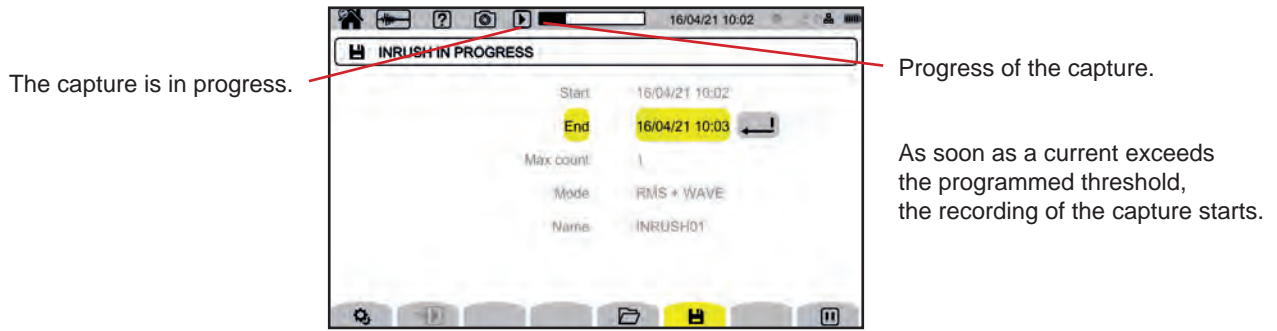 16/04/21 10:02
INRUSH IN PROGRESS
The capture is in progress.
Progress of the capture.
Start 16/04/21 10:02
End 16/04/21 10:03
Max count 1
Mode RMS + WAVE
Name INRUSH01
As soon as a current exceeds
the programmed threshold,
the recording of the capture starts.